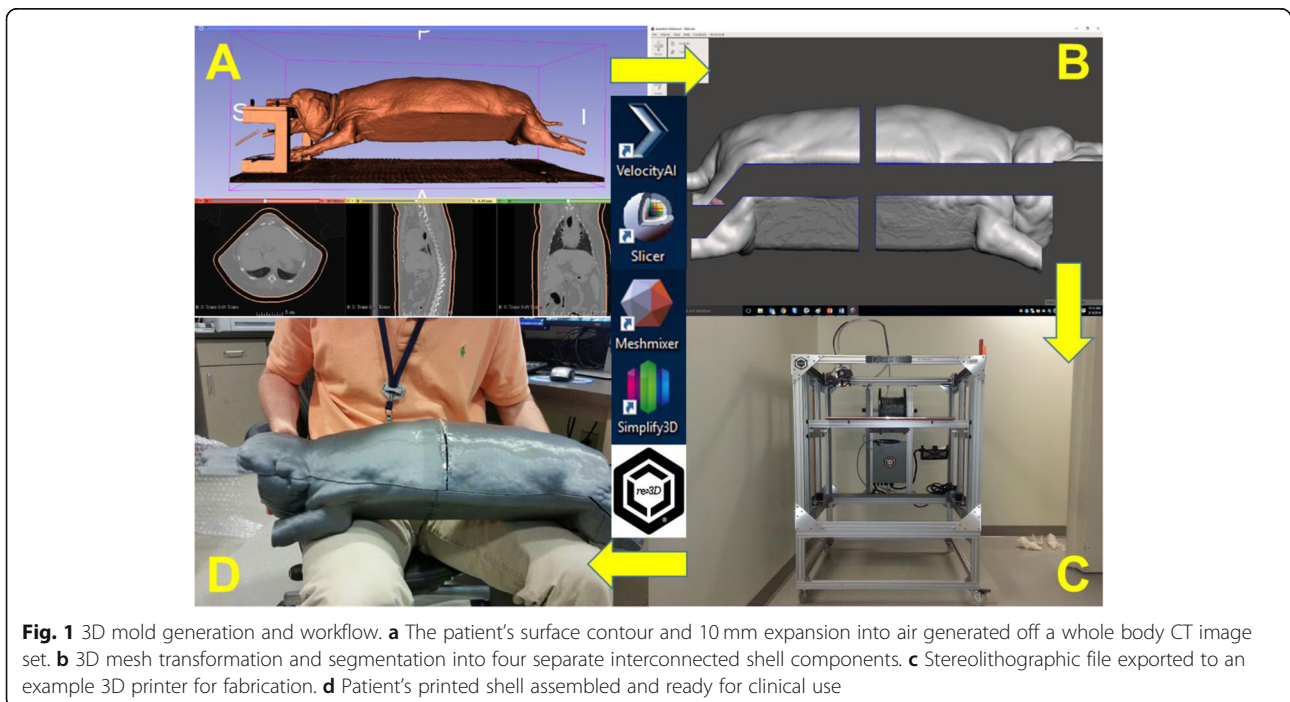 A
P
S
I
A
B
VelocityAI
Slicer
Meshmixer
Simplify3D
re:3D
®
D
C
Fig. 1 3D mold generation and workflow. a The patient's surface contour and 10 mm expansion into air generated off a whole body CT image
set. b 3D mesh transformation and segmentation into four separate interconnected shell components. c Stereolithographic file exported to an
example 3D printer for fabrication. d Patient's printed shell assembled and ready for clinical use